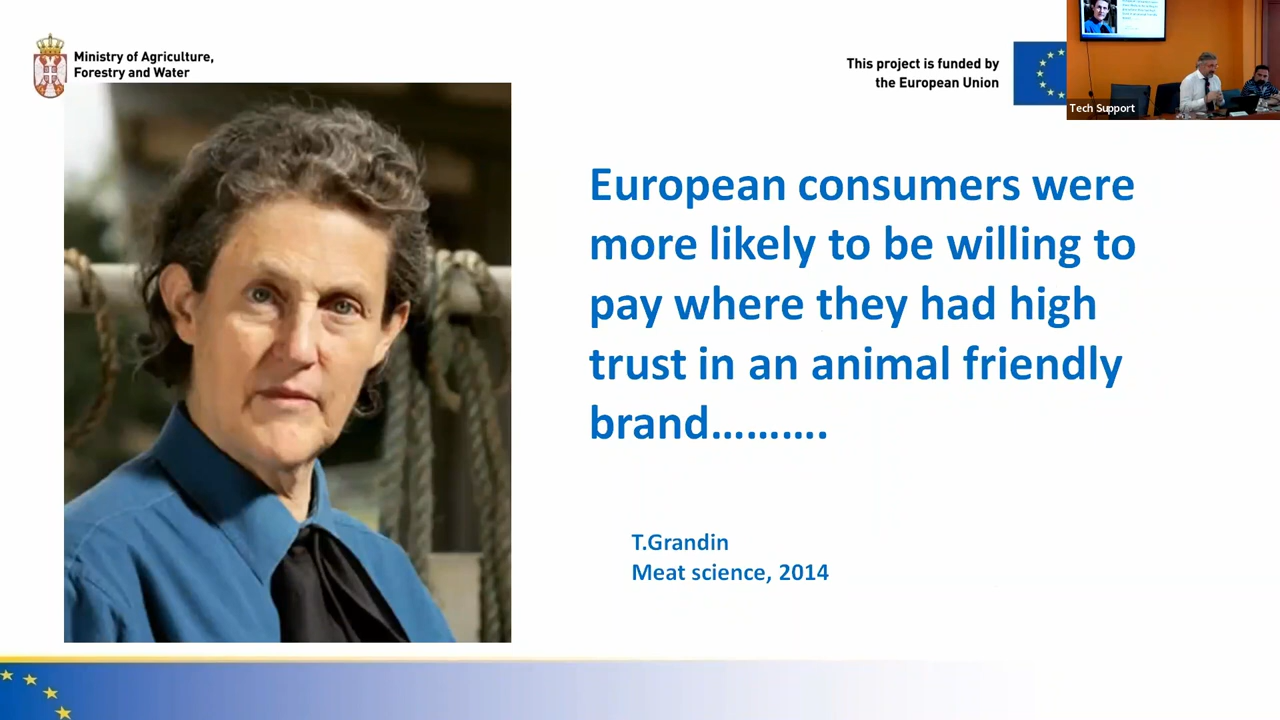 Ministry of Agriculture,
Forestry and Water
This project is funded by
the European Union
Tech Support
European consumers were
more likely to be willing to
pay where they had high
trust in an animal friendly
brand……….
T.Grandin
Meat science, 2014